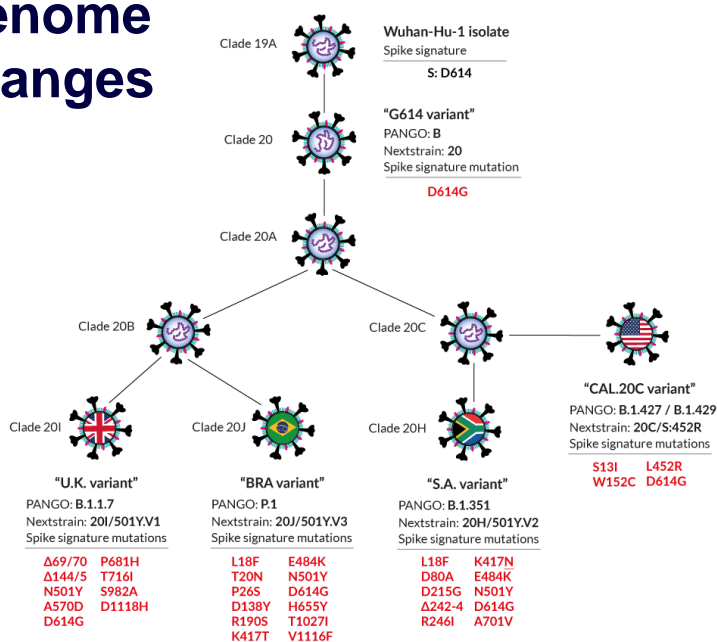 enome
anges
Clade 19A
Wuhan-Hu-1 isolate
Spike signature
S: D614
Clade 20
“G614 variant”
PANGO: B
Nextstrain: 20
Spike signature mutation
D614G
Clade 20A
Clade 20B
Clade 20C
“CAL.20C variant”
PANGO: B.1.427 / B.1.429
Nextstrain: 20C/S:452R
Spike signature mutations
S13I L452R
W152C D614G
Clade 20I
“U.K. variant”
PANGO: B.1.1.7
Nextstrain: 20I/501Y.V1
Spike signature mutations
Δ69/70 P681H
Δ144/5 T716I
N501Y S982A
A570D D1118H
D614G
Clade 20J
“BRA variant”
PANGO: P.1
Nextstrain: 20J/501Y.V3
Spike signature mutations
L18F E484K
T20N N501Y
P26S D614G
D138Y H655Y
R190S T1027I
K417T V1116F
Clade 20H
“S.A. variant”
PANGO: B.1.351
Nextstrain: 20H/501Y.V2
Spike signature mutations
L18F K417N
D80A E484K
D215G N501Y
Δ242-4 D614G
R246I A701V